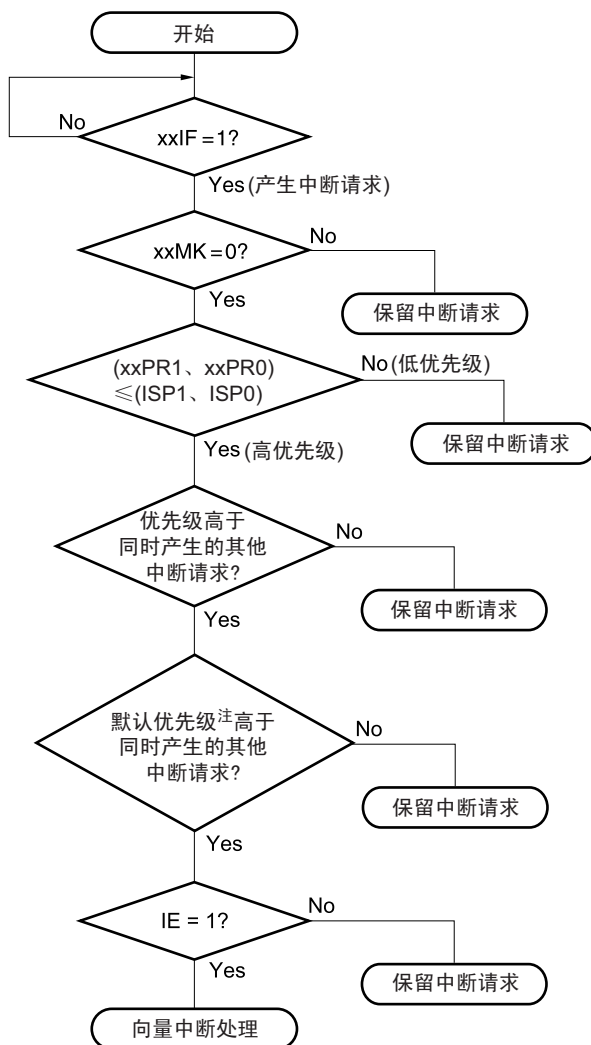 开始
No
xxIF=1?
Yes(产生中断请求)
xxMK=0?
No
Yes
保留中断请求
(xxPR1、xxPR0)
≤(ISP1、ISP0)
No(低优先级)
保留中断请求
Yes(高优先级)
优先级高于
同时产生的其他
中断请求?
No
保留中断请求
Yes
默认优先级注高于
同时产生的其他
中断请求?
No
保留中断请求
Yes
IE = 1?
No
保留中断请求
Yes
向量中断处理